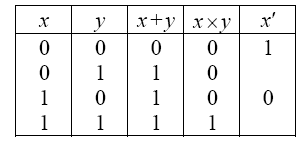 x y x+y x×y x′
0 0 0 0 1
0 1 1 0
1 0 1 0 0
1 1 1 1